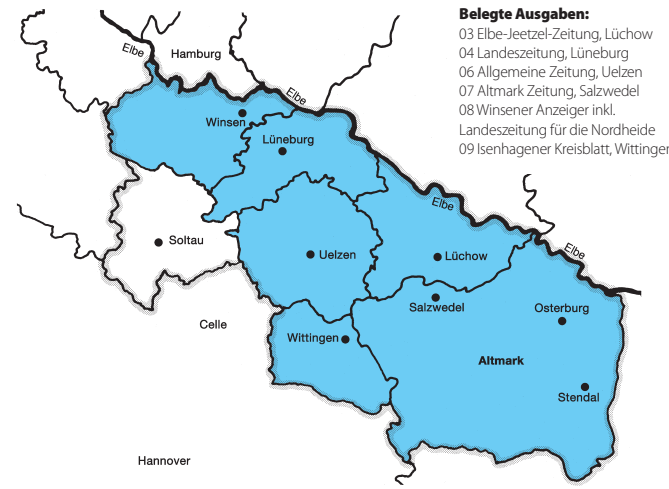 Belegte Ausgaben:
03 Elbe-Jeetzel-Zeitung, Lüchow
04 Landeszeitung, Lüneburg
06 Allgemeine Zeitung, Uelzen
07 Altmark Zeitung, Salzwedel
08 Winsener Anzeiger inkl.
Landeszeitung für die Nordheide
09 Isenhagener Kreisblatt, Wittingen
Elbe
Hamburg
Elbe
Winsen
Lüneburg
Elbe
Soltau
Uelzen
Lüchow
Elbe
Salzwedel
Osterburg
Celle
Wittingen
Altmark
Stendal
Hannover